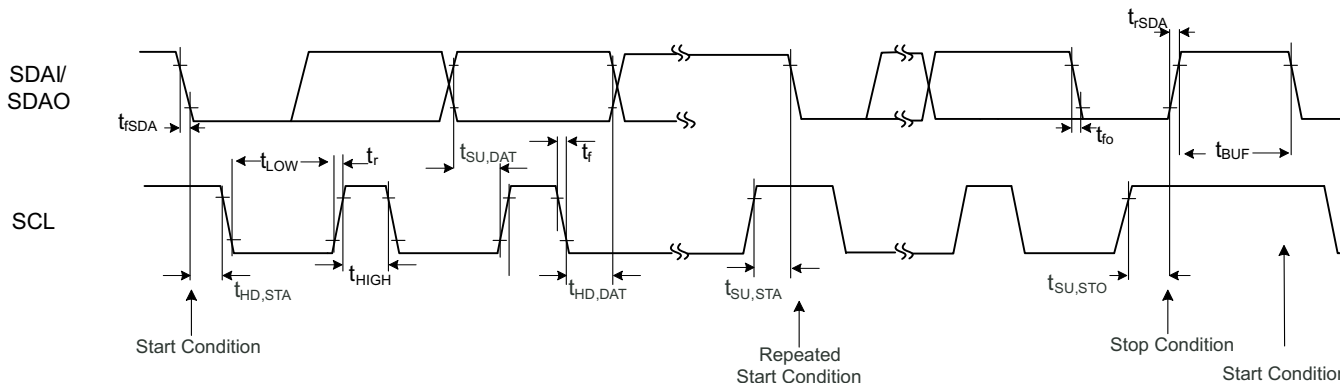 SDAI/
SDAO
tfSDA
tLOW
tr
tSU,DAT
tf
tfo
trSDA
tBUF
SCL
tHD,STA
tHIGH
tHD,DAT
tSU,STA
tSU,STO
Start Condition
Repeated
Start Condition
Stop Condition
Start Condition